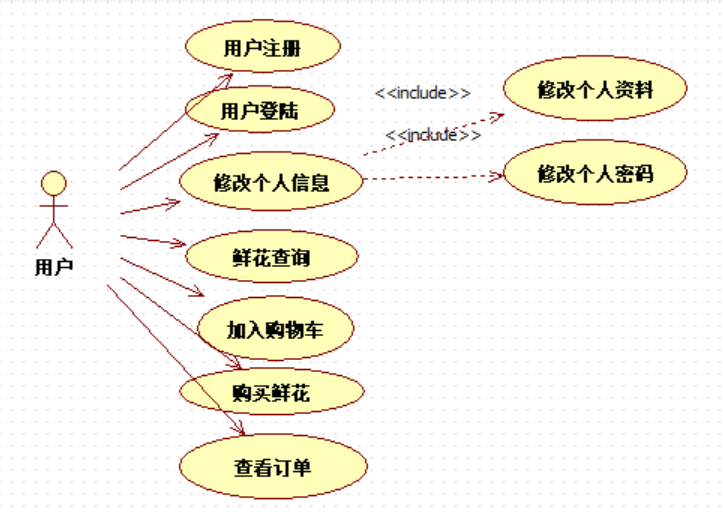 用户注册
用户登陆
<<include>>
修改个人资料
<<include>>
修改个人信息
修改个人密码
用户
鲜花查询
加入购物车
购买鲜花
查看订单